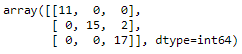 array([[11,  0,  0],
       [ 0, 15,  2],
       [ 0,  0, 17]], dtype=int64)